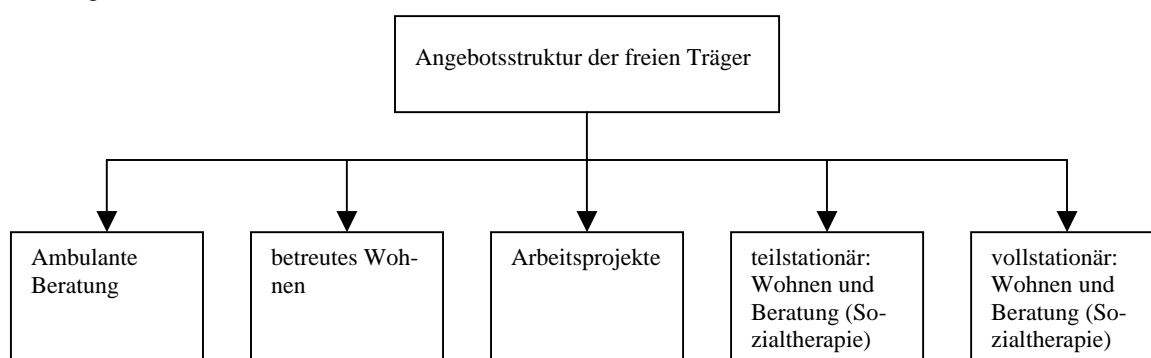 Angebotsstruktur der freien Träger
Ambulante
Beratung
betreutes Woh-
nen
Arbeitsprojekte
teilstationär:
Wohnen und
Beratung (So-
zialtherapie)
vollstationär:
Wohnen und
Beratung (So-
zialtherapie)